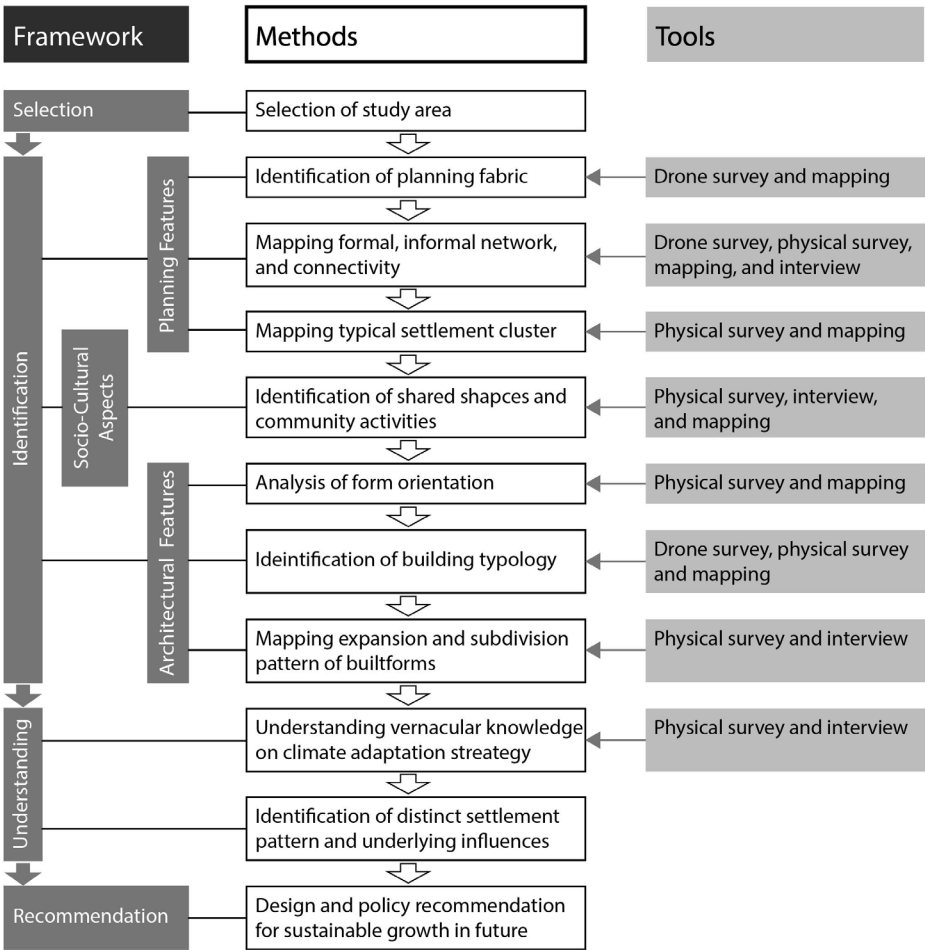 Framework
Methods
Tools
Selection
Selection of study area
Identification
Planning Features
Identification of planning fabric
Drone survey and mapping
Mapping formal, informal network,
and connectivity
Drone survey, physical survey,
mapping, and interview
Mapping typical settlement cluster
Physical survey and mapping
Socio-Cultural
Aspects
Identification of shared shapces and
community activities
Physical survey, interview,
and mapping
Architectural Features
Analysis of form orientation
Physical survey and mapping
Ideintification of building typology
Drone survey, physical survey
and mapping
Mapping expansion and subdivision
pattern of builtforms
Physical survey and interview
Understanding
Understanding vernacular knowledge
on climate adaptation streategy
Physical survey and interview
Identification of distinct settlement
pattern and underlying influences
Recommendation
Design and policy recommendation
for sustainable growth in future